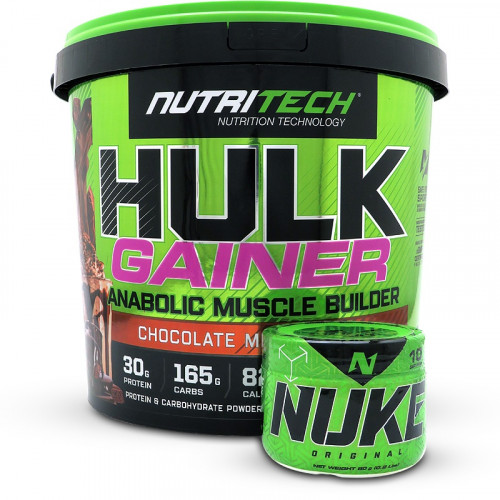 NUTRITECH®
NUTRITION TECHNOLOGY
HULK
GAINER
ANABOLIC MUSCLE BUILDER
CHOCOLATE
30G PROTEIN
165G CARBS
PROTEIN & CARBOHYDRATE POWDER
N
NUKE
ORIGINAL
NET WEIGHT